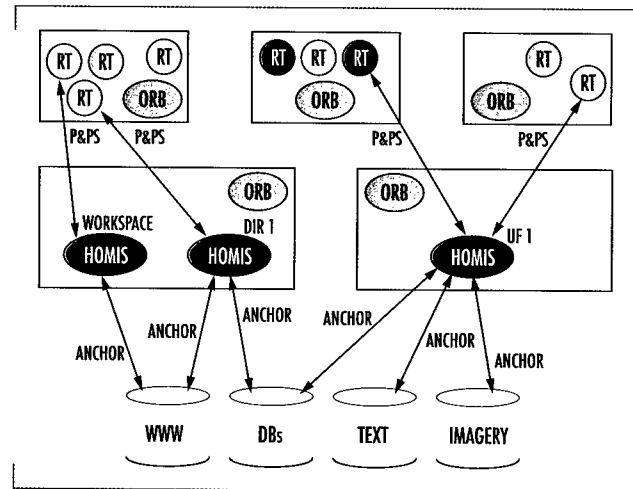 RT RT RT
RT ORB
RT RT RT
ORB
RT
RT
ORB
P&PS P&PS P&PS P&PS
ORB
WORKSPACE DIR 1
HOMIS HOMIS
ORB
UF 1
HOMIS
ANCHOR ANCHOR ANCHOR ANCHOR ANCHOR ANCHOR
WWW DBs TEXT IMAGERY